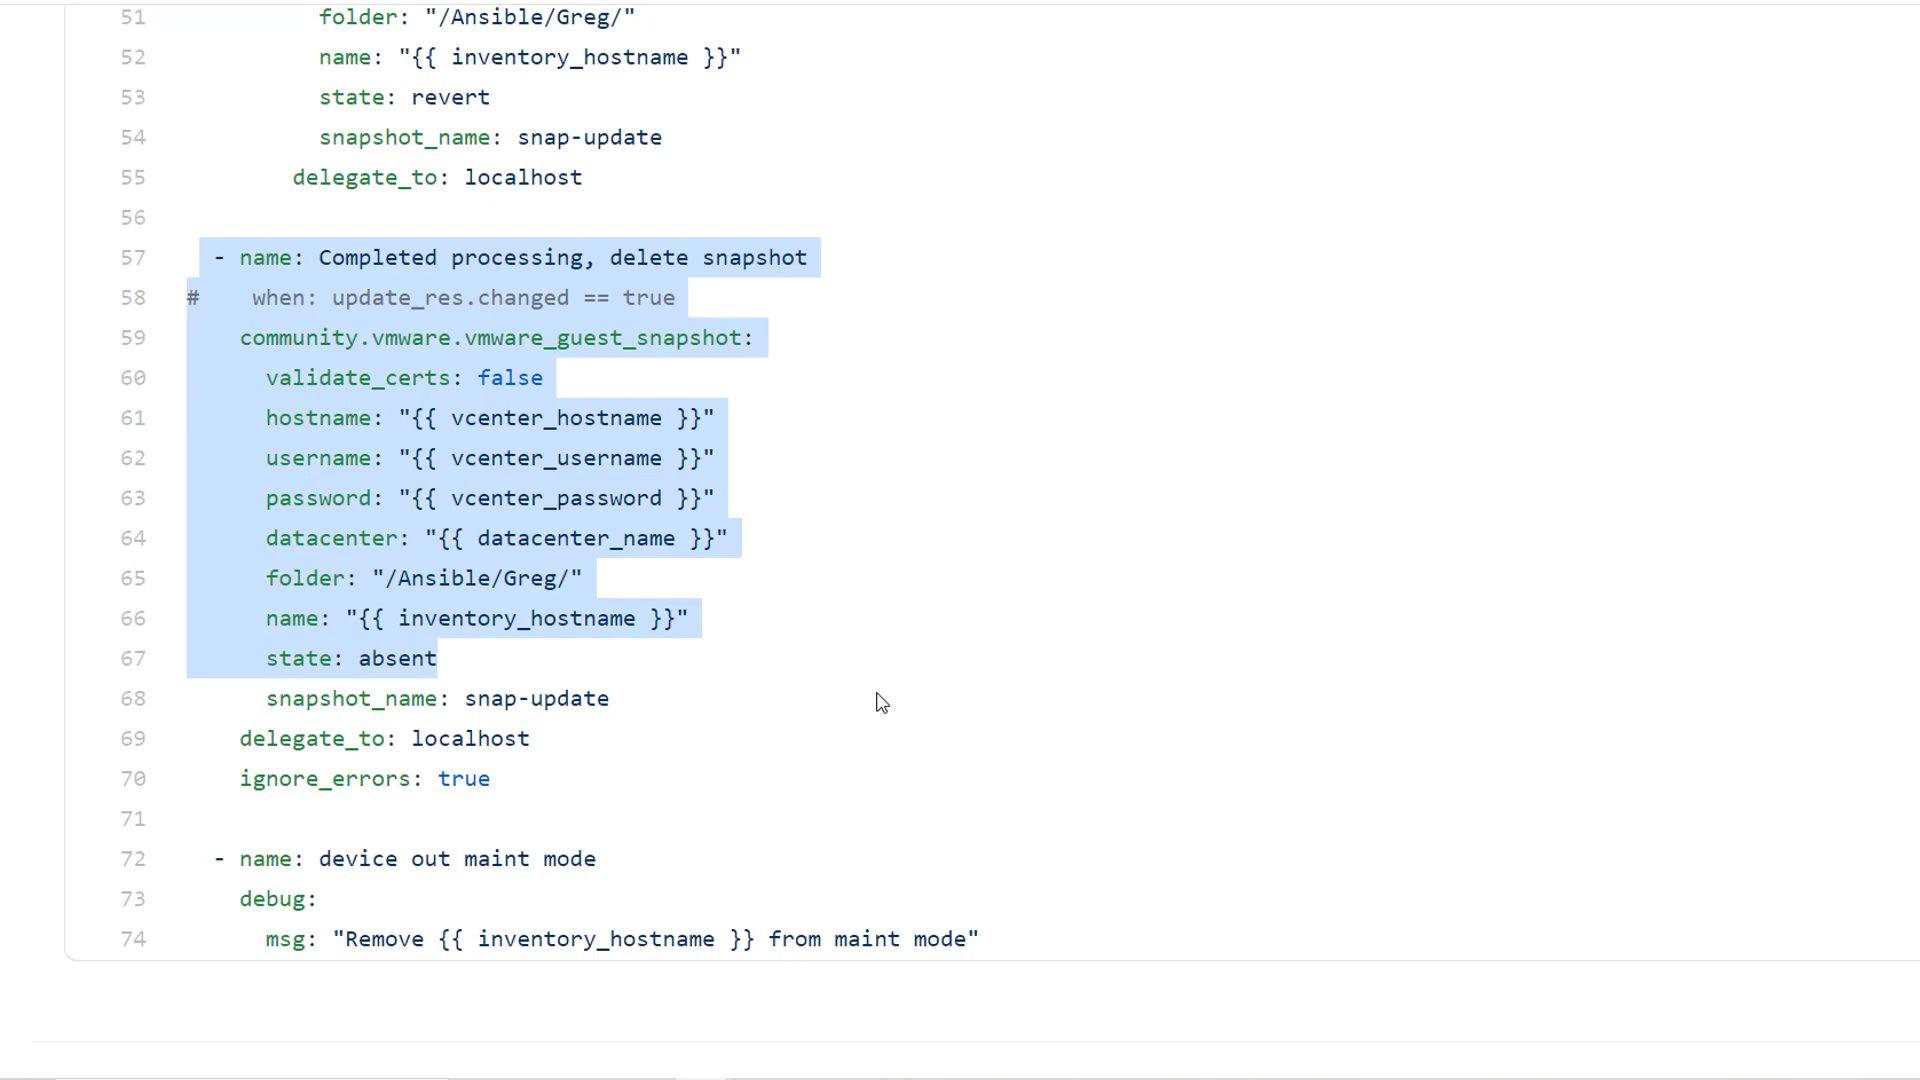 51 folder: "/Ansible/Greg/"
52 name: "{{ inventory_hostname }}"
53 state: revert
54 snapshot_name: snap-update
55 delegate_to: localhost
56
57 - name: Completed processing, delete snapshot
58 # when: update_res.changed == true
59 community.vmware.vmware_guest_snapshot:
60 validate_certs: false
61 hostname: "{{ vcenter_hostname }}"
62 username: "{{ vcenter_username }}"
63 password: "{{ vcenter_password }}"
64 datacenter: "{{ datacenter_name }}"
65 folder: "/Ansible/Greg/"
66 name: "{{ inventory_hostname }}"
67 state: absent
68 snapshot_name: snap-update
69 delegate_to: localhost
70 ignore_errors: true
71
72 - name: device out maint mode
73 debug:
74 msg: "Remove {{ inventory_hostname }} from maint mode"